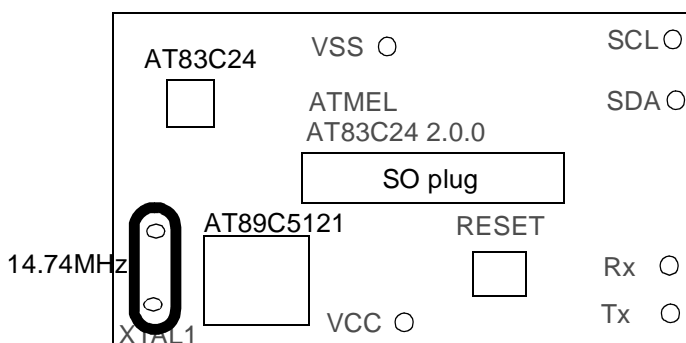 VSS
SCL
AT83C24
ATMEL
SDA
AT83C24 2.0.0
SO plug
AT89C5121
RESET
14.74MHz
Rx
Tx
VCC
XTAL1